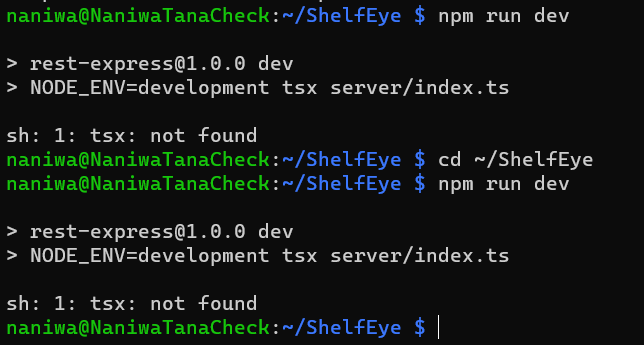 naniwa@NaniwaTanaCheck:~/ShelfEye $ npm run dev
> rest-express@1.0.0 dev
> NODE_ENV=development tsx server/index.ts
sh: 1: tsx: not found
naniwa@NaniwaTanaCheck:~/ShelfEye $ cd ~/ShelfEye
naniwa@NaniwaTanaCheck:~/ShelfEye $ npm run dev
> rest-express@1.0.0 dev
> NODE_ENV=development tsx server/index.ts
sh: 1: tsx: not found
naniwa@NaniwaTanaCheck:~/ShelfEye $